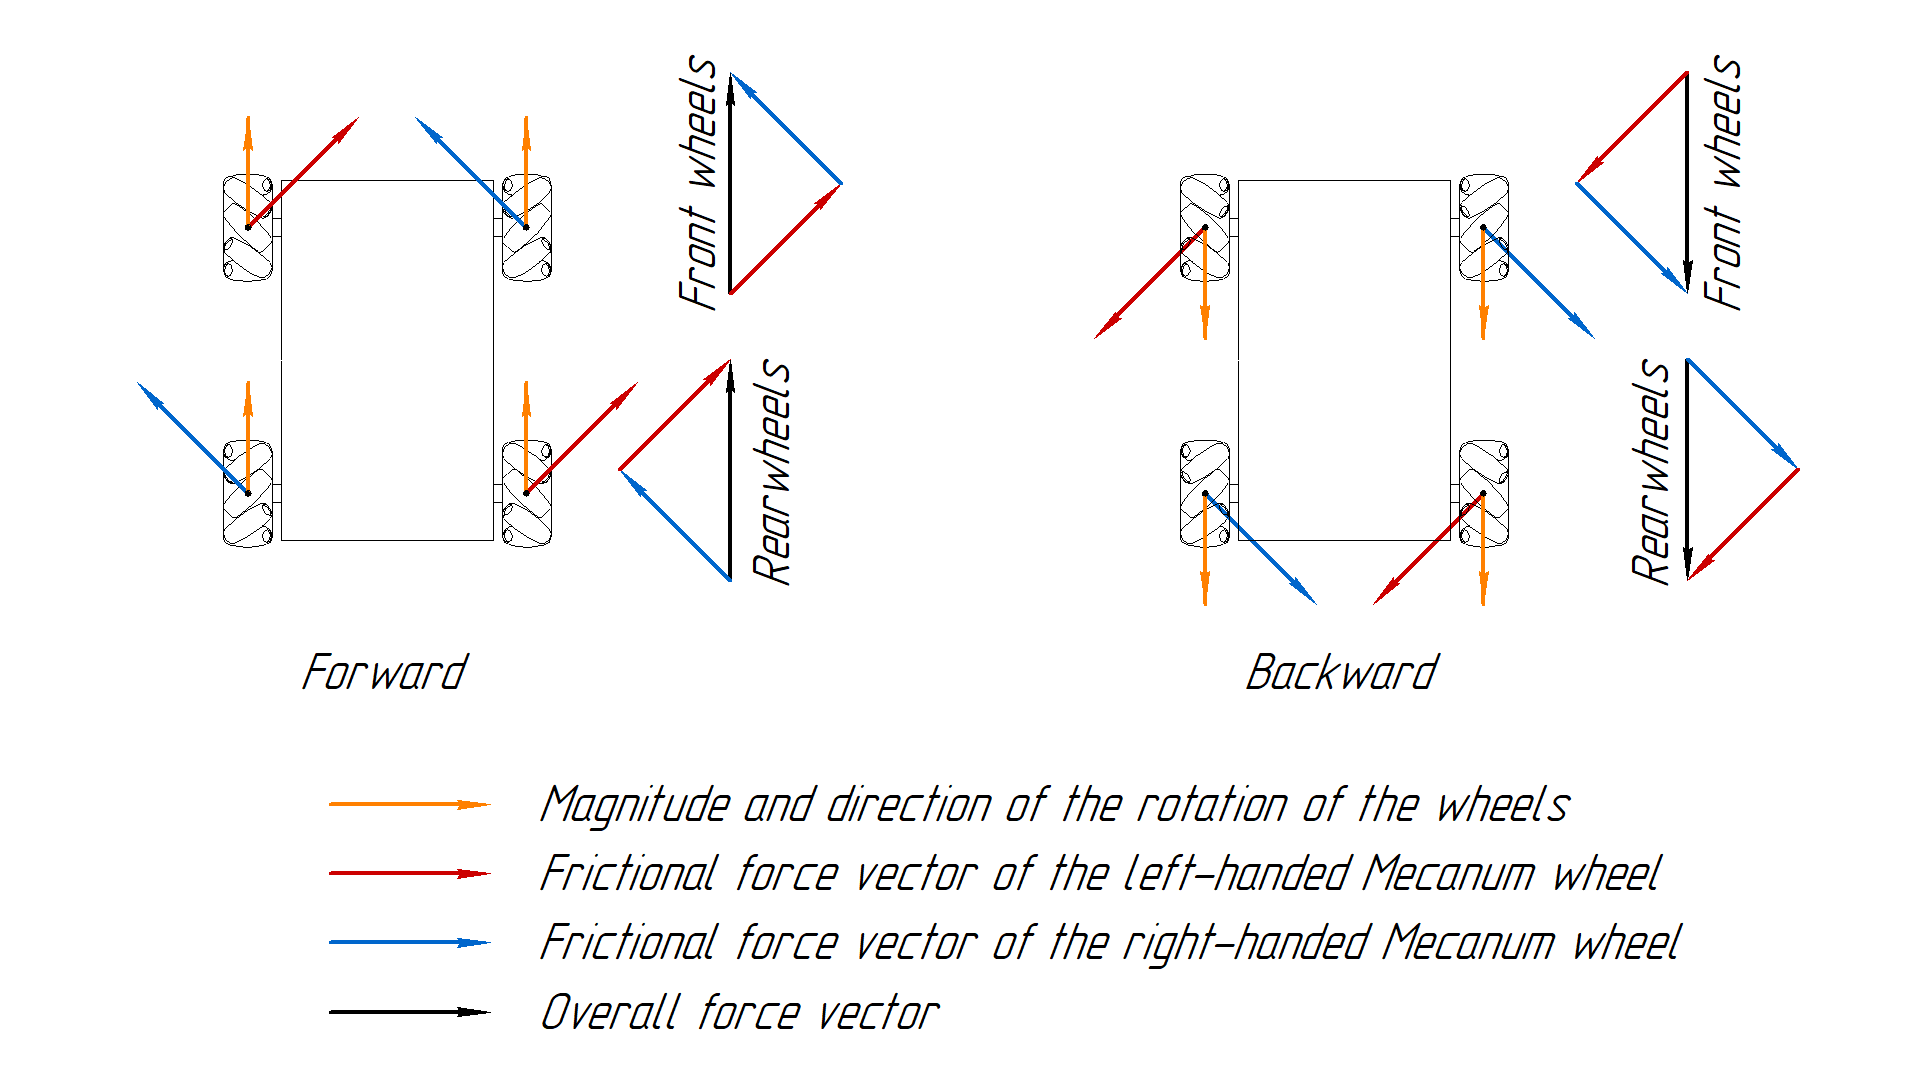 Front wheels
Rearwheels
Forward
Front wheels
Rearwheels
Backward
Magnitude and direction of the rotation of the wheels
Frictional force vector of the left-handed Mecanum wheel
Frictional force vector of the right-handed Mecanum wheel
Overall force vector